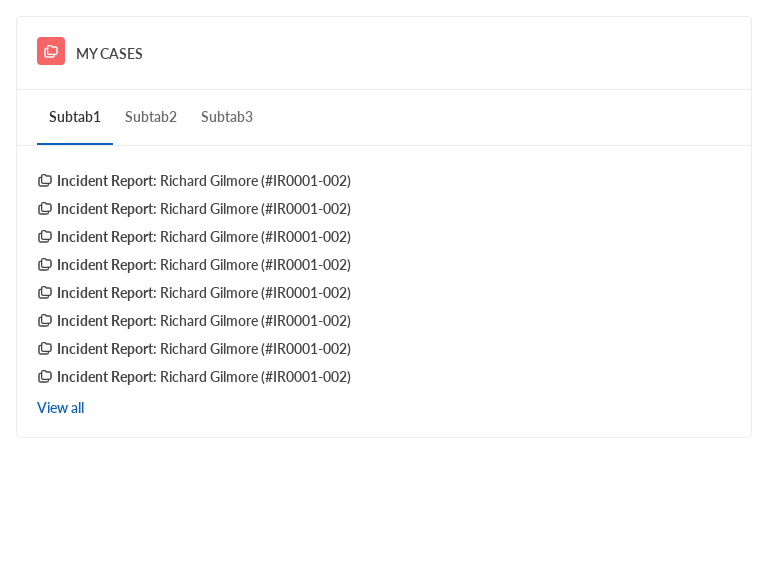 MY CASES
Subtab1 Subtab2 Subtab3
Incident Report: Richard Gilmore (#IR0001-002)
Incident Report: Richard Gilmore (#IR0001-002)
Incident Report: Richard Gilmore (#IR0001-002)
Incident Report: Richard Gilmore (#IR0001-002)
Incident Report: Richard Gilmore (#IR0001-002)
Incident Report: Richard Gilmore (#IR0001-002)
Incident Report: Richard Gilmore (#IR0001-002)
Incident Report: Richard Gilmore (#IR0001-002)
View all